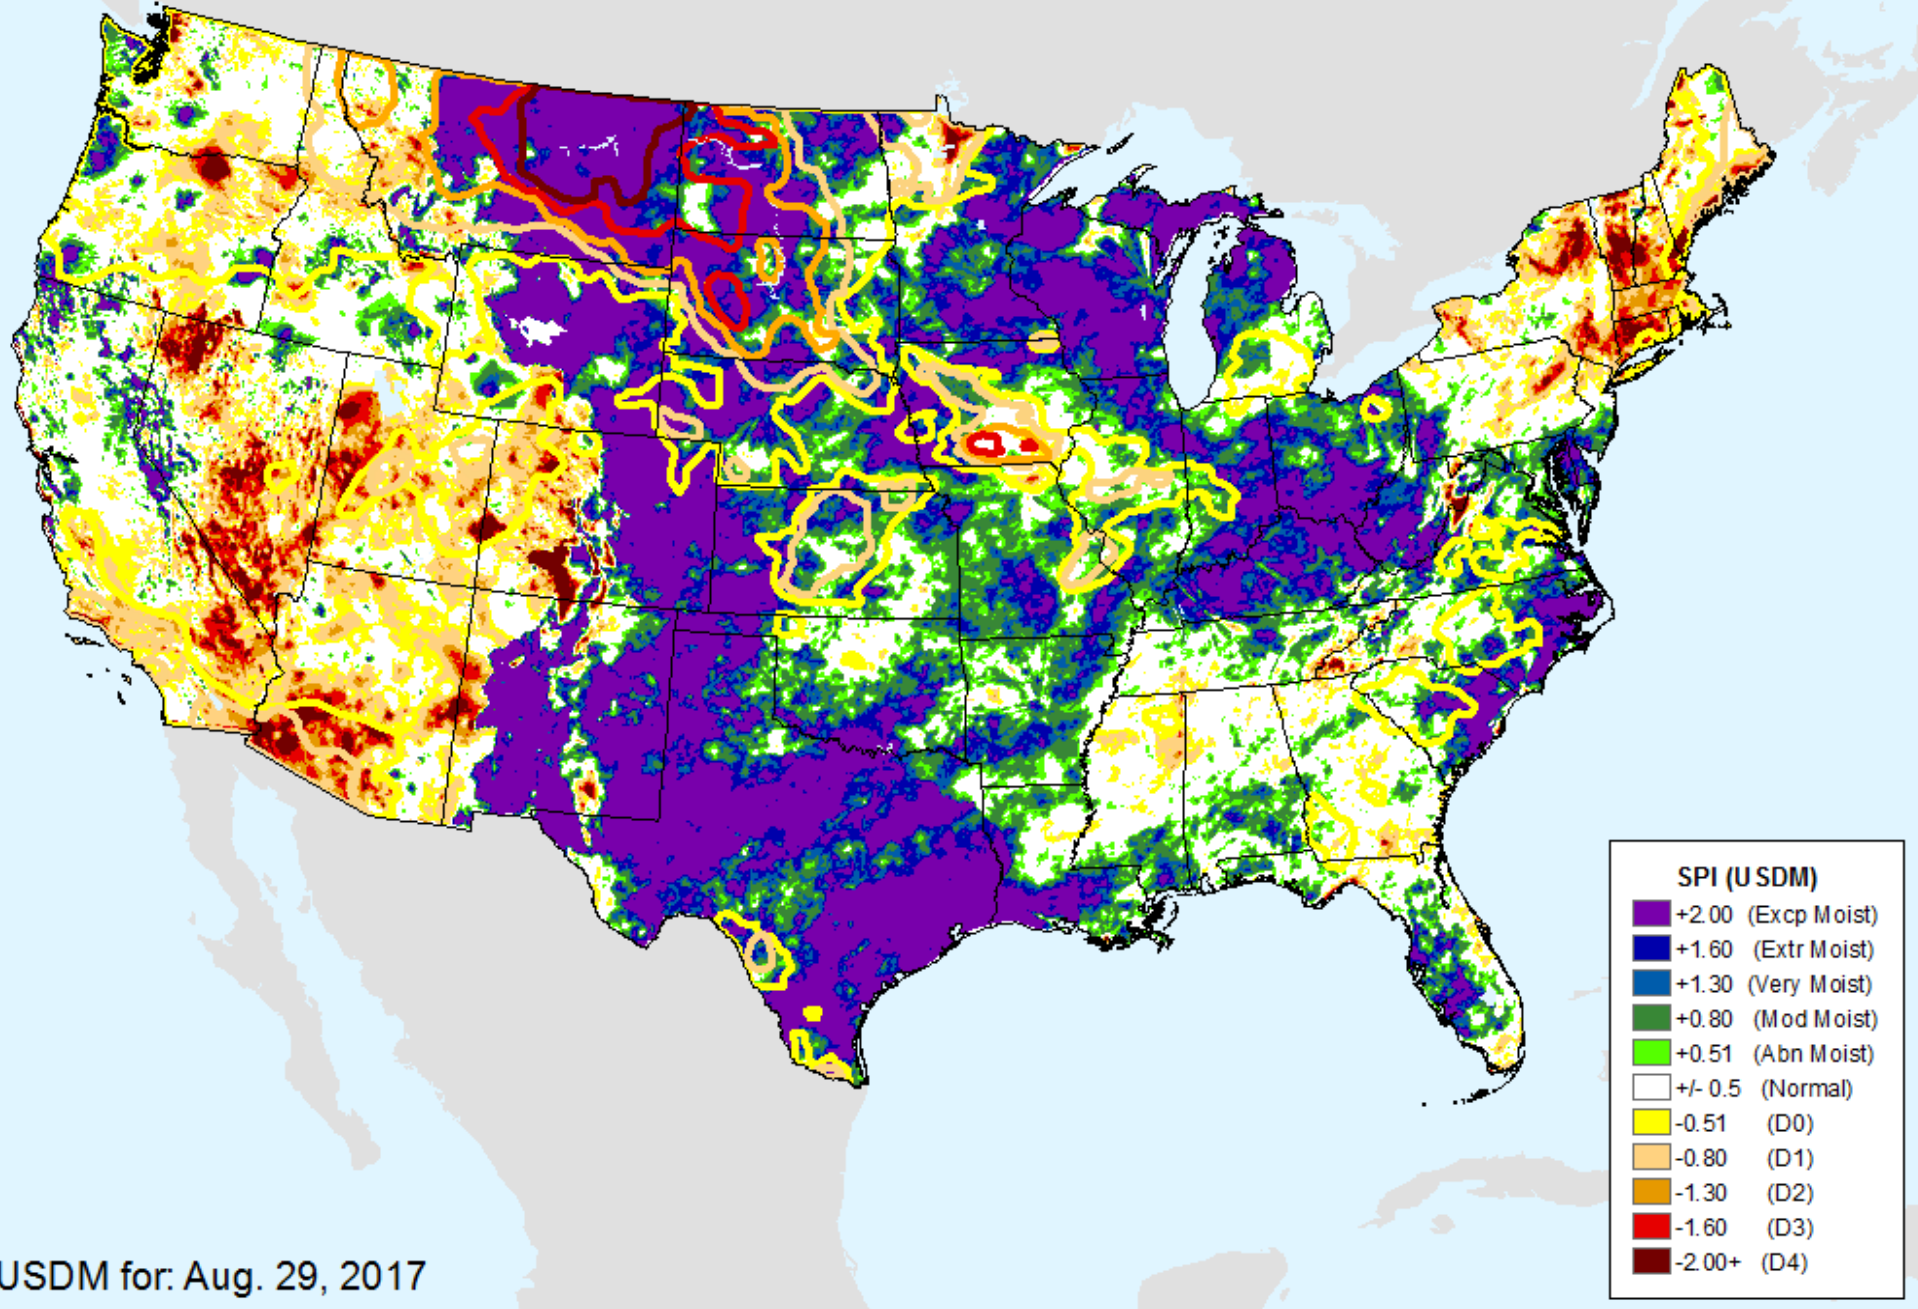 SPI (USDM)
+2.00 (Excp Moist)
+1.60 (Extr Moist)
+1.30 (Very Moist)
+0.80 (Mod Moist)
+0.51 (Abn Moist)
+/- 0.5 (Normal)
-0.51 (D0)
-0.80 (D1)
-1.30 (D2)
-1.60 (D3)
-2.00+ (D4)
USDM for: Aug. 29, 2017